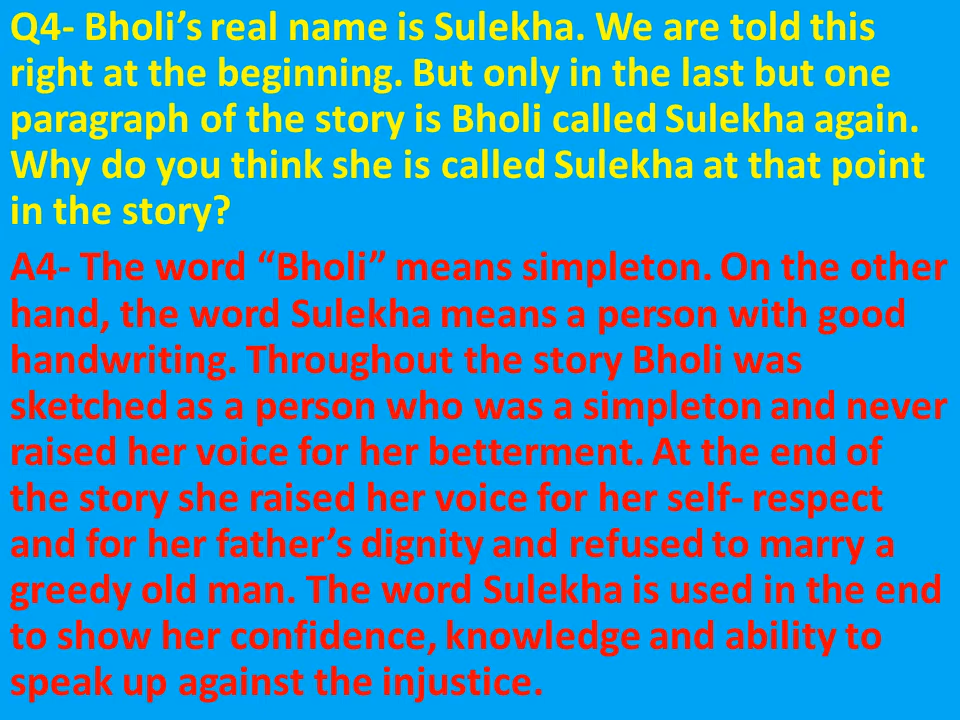 Q4- Bholi’s real name is Sulekha. We are told this
right at the beginning. But only in the last but one
paragraph of the story is Bholi called Sulekha again.
Why do you think she is called Sulekha at that point
in the story?
A4- The word “Bholi” means simpleton. On the other
hand, the word Sulekha means a person with good
handwriting. Throughout the story Bholi was
sketched as a person who was a simpleton and never
raised her voice for her betterment. At the end of
the story she raised her voice for her self- respect
and for her father’s dignity and refused to marry a
greedy old man. The word Sulekha is used in the end
to show her confidence, knowledge and ability to
speak up against the injustice.